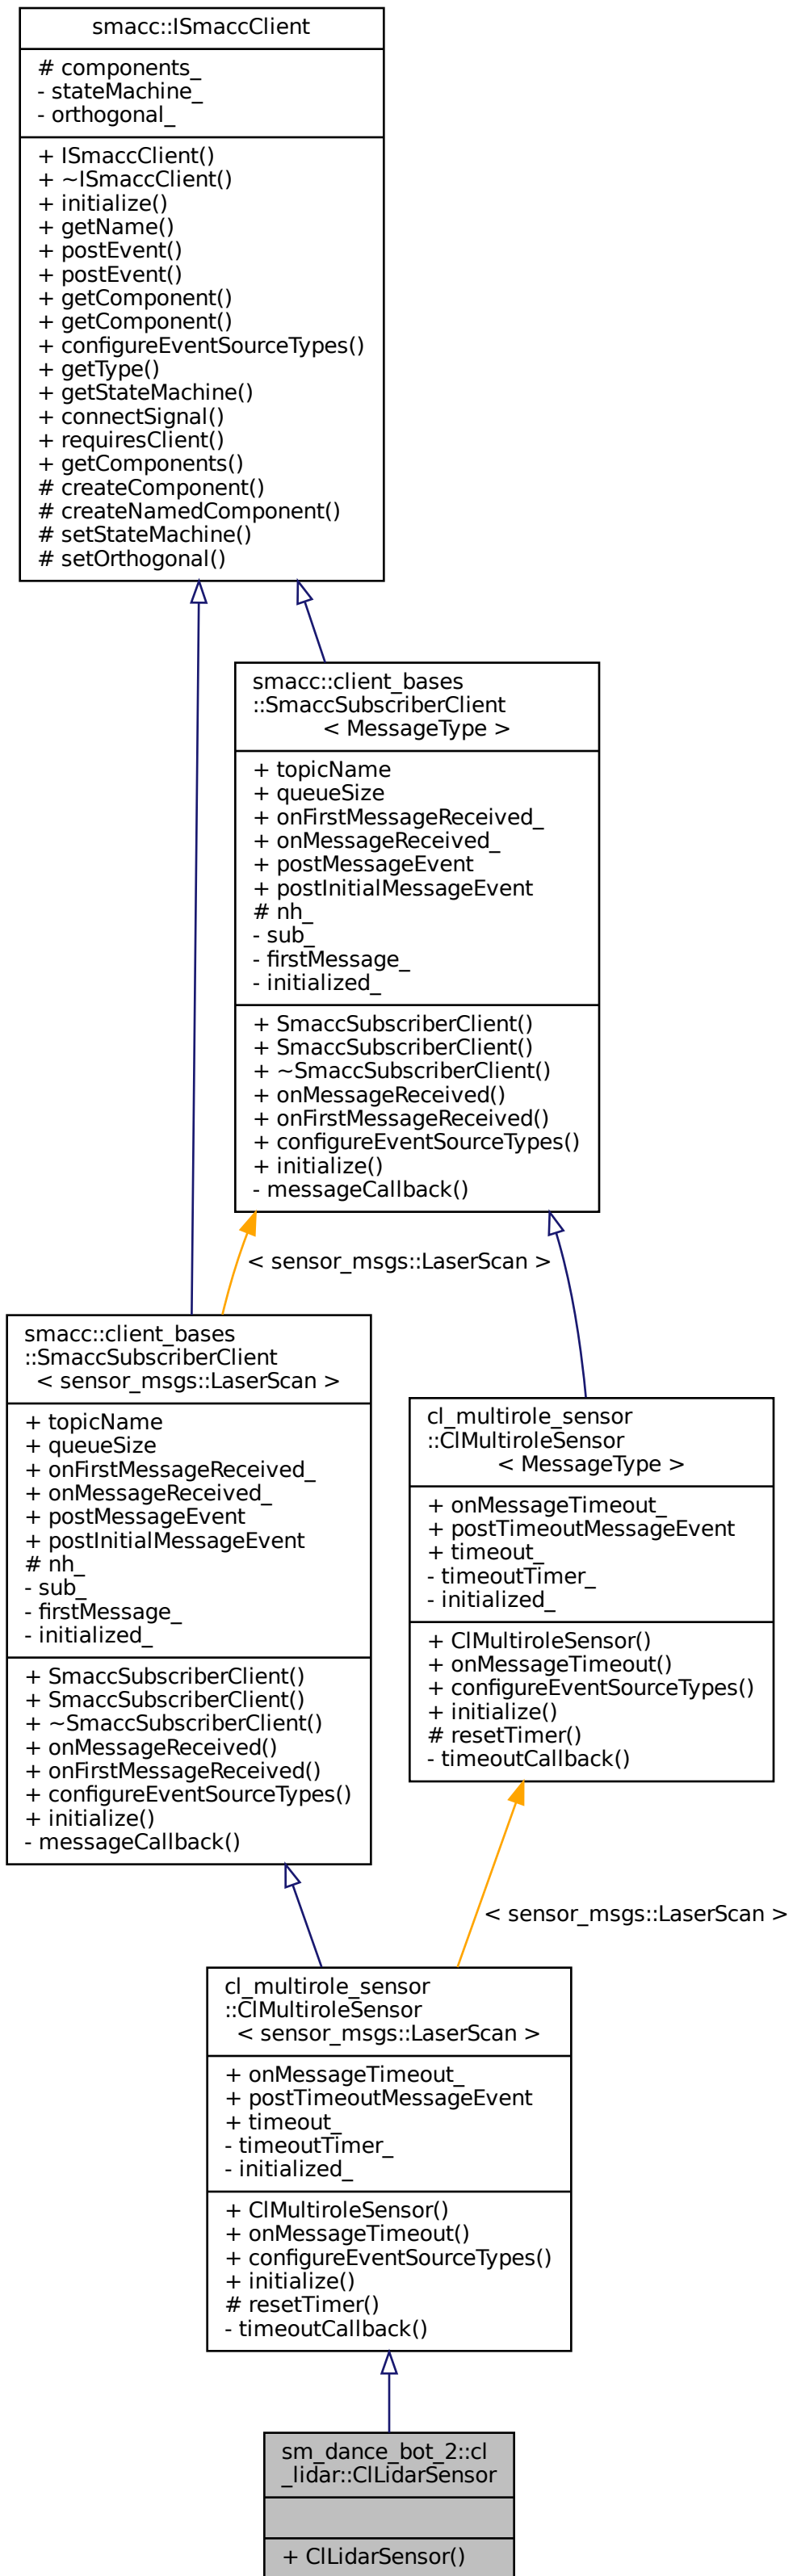 smacc::ISmaccClient
# components_
- stateMachine_
- orthogonal_
+ ISmaccClient()
+ ~ISmaccClient()
+ initialize()
+ getName()
+ postEvent()
+ postEvent()
+ getComponent()
+ getComponent()
+ configureEventSourceTypes()
+ getType()
+ getStateMachine()
+ connectSignal()
+ requiresClient()
+ getComponents()
# createComponent()
# createNamedComponent()
# setStateMachine()
# setOrthogonal()
smacc::client_bases
::SmaccSubscriberClient
< MessageType >
+ topicName
+ queueSize
+ onFirstMessageReceived_
+ onMessageReceived_
+ postMessageEvent
+ postInitialMessageEvent
# nh_
- sub_
- firstMessage_
- initialized_
+ SmaccSubscriberClient()
+ SmaccSubscriberClient()
+ ~SmaccSubscriberClient()
+ onMessageReceived()
+ onFirstMessageReceived()
+ configureEventSourceTypes()
+ initialize()
- messageCallback()
< sensor_msgs::LaserScan >
smacc::client_bases
::SmaccSubscriberClient
< sensor_msgs::LaserScan >
+ topicName
+ queueSize
+ onFirstMessageReceived_
+ onMessageReceived_
+ postMessageEvent
+ postInitialMessageEvent
# nh_
- sub_
- firstMessage_
- initialized_
+ SmaccSubscriberClient()
+ SmaccSubscriberClient()
+ ~SmaccSubscriberClient()
+ onMessageReceived()
+ onFirstMessageReceived()
+ configureEventSourceTypes()
+ initialize()
- messageCallback()
cl_multirole_sensor
::ClMultiroleSensor
< MessageType >
+ onMessageTimeout_
+ postTimeoutMessageEvent
+ timeout_
- timeoutTimer_
- initialized_
+ ClMultiroleSensor()
+ onMessageTimeout()
+ configureEventSourceTypes()
+ initialize()
# resetTimer()
- timeoutCallback()
< sensor_msgs::LaserScan >
cl_multirole_sensor
::ClMultiroleSensor
< sensor_msgs::LaserScan >
+ onMessageTimeout_
+ postTimeoutMessageEvent
+ timeout_
- timeoutTimer_
- initialized_
+ ClMultiroleSensor()
+ onMessageTimeout()
+ configureEventSourceTypes()
+ initialize()
# resetTimer()
- timeoutCallback()
sm_dance_bot_2::cl
_lidar::ClLidarSensor
+ ClLidarSensor()